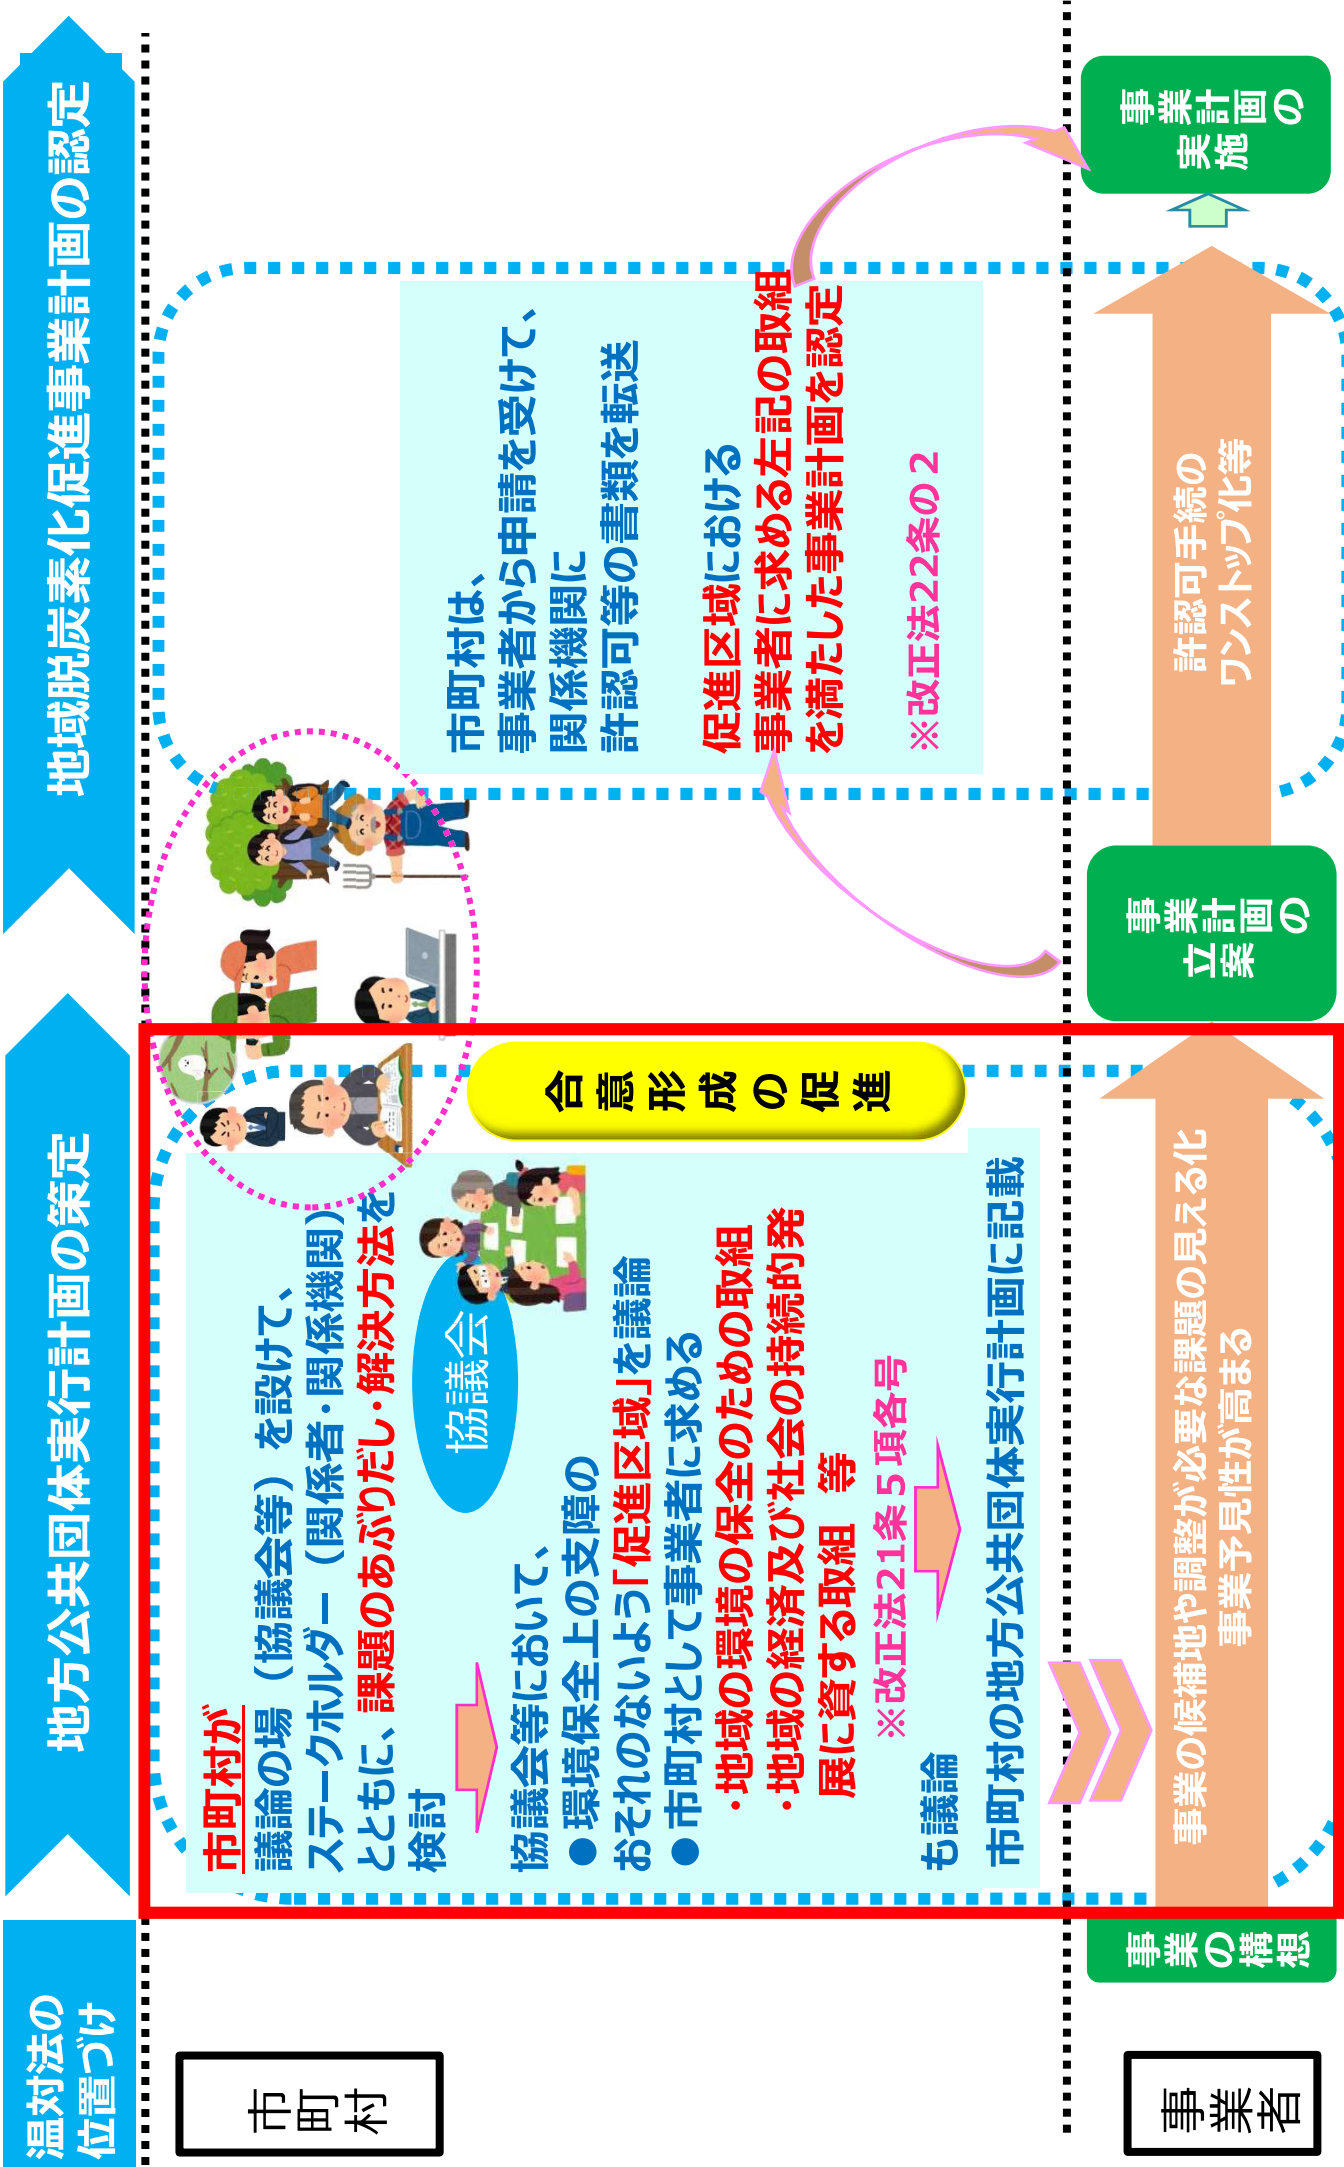 温対法の
位置づけ
地方公共団体実行計画の策定
地域脱炭素化促進事業計画の認定
市町村
市町村が
議論の場（協議会等）を設けて、
ステークホルダー（関係者・関係機関）
とともに、課題のあぶりだし・解決方法を
検討
協議会
協議会等において、
●環境保全上の支障の
おそれのないよう「促進区域」を議論
●市町村として事業者に求める
・地域の環境の保全のための取組
・地域の経済及び社会の持続的発
展に資する取組　等
※改正法21条５項各号
も議論
市町村の地方公共団体実行計画に記載
合意形成の促進
市町村は、
事業者から申請を受けて、
関係機関に
許認可等の書類を転送
促進区域における
事業者に求める左記の取組
を満たした事業計画を認定
※改正法22条の２
事業者
事業の構想
事業の候補地や調整が必要な課題の見える化
事業予見性が高まる
事業計画の
立案
許認可手続の
ワンストップ化等
事業計画の
実施